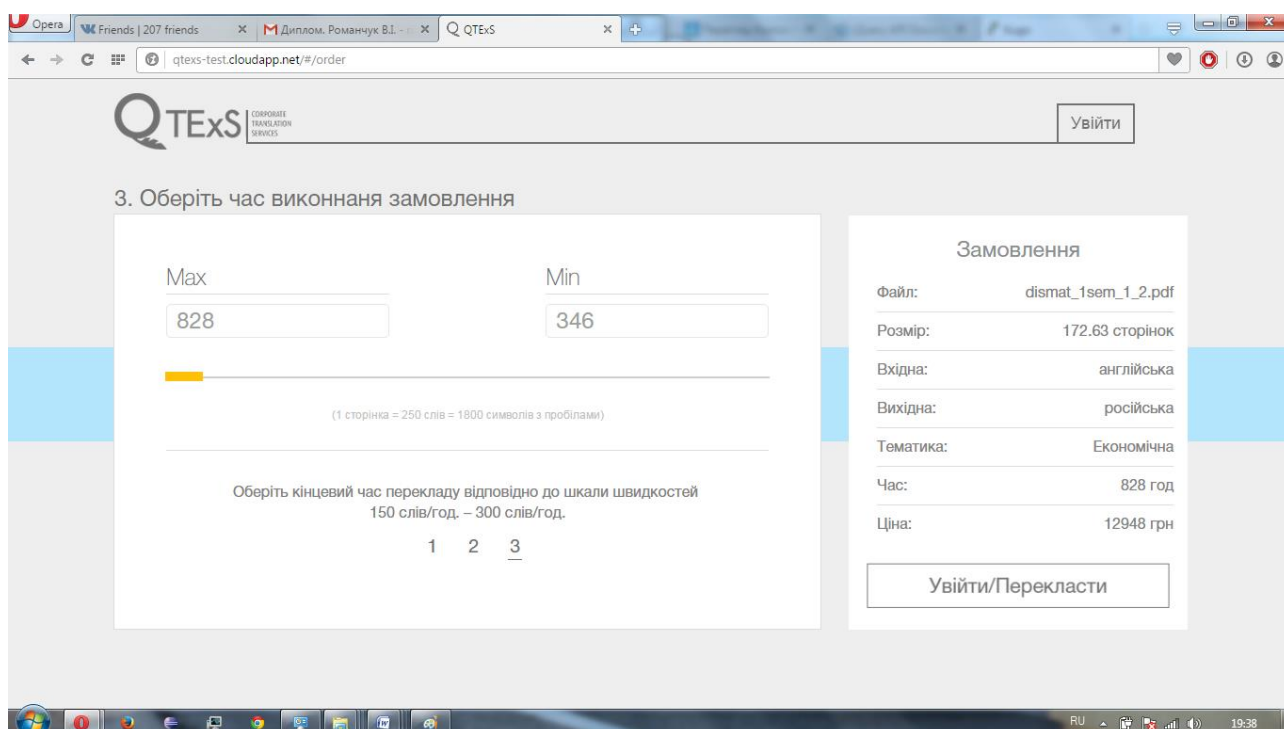 Opera
Friends | 207 friends
Диплом. Романчук В.І. -
QTExS
qtexs-test.cloudapp.net/#/order
QTExS
CORPORATE
TRANSLATION
SERVICES
Увійти
3. Оберіть час виконнаня замовлення
Max
Min
828
346
(1 сторінка = 250 слів = 1800 символів з пробілами)
Оберіть кінцевий час перекладу відповідно до шкали швидкостей
150 слів/год. – 300 слів/год.
1 2 3
Замовлення
Файл: dismat_1sem_1_2.pdf
Розмір: 172.63 сторінок
Вхідна: англійська
Вихідна: російська
Тематика: Економічна
Час: 828 год
Ціна: 12948 грн
Увійти/Перекласти
RU 19:38